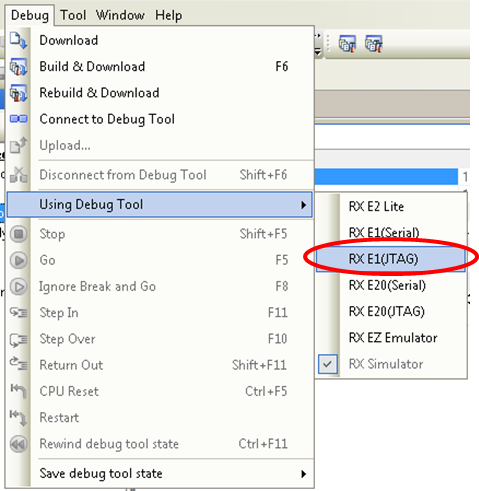 Debug Tool Window Help
Download
Build & Download F6
Rebuild & Download
Connect to Debug Tool
Upload...
Disconnect from Debug Tool Shift+F6
Using Debug Tool
Stop Shift+F5
Go F5
Ignore Break and Go F8
Step In F11
Step Over F10
Return Out Shift+F11
CPU Reset Ctrl+F5
Restart
Rewind debug tool state Ctrl+F11
Save debug tool state
RX E2 Lite
RX E1(Serial)
RX E1(JTAG)
RX E20(Serial)
RX E20(JTAG)
RX EZ Emulator
RX Simulator